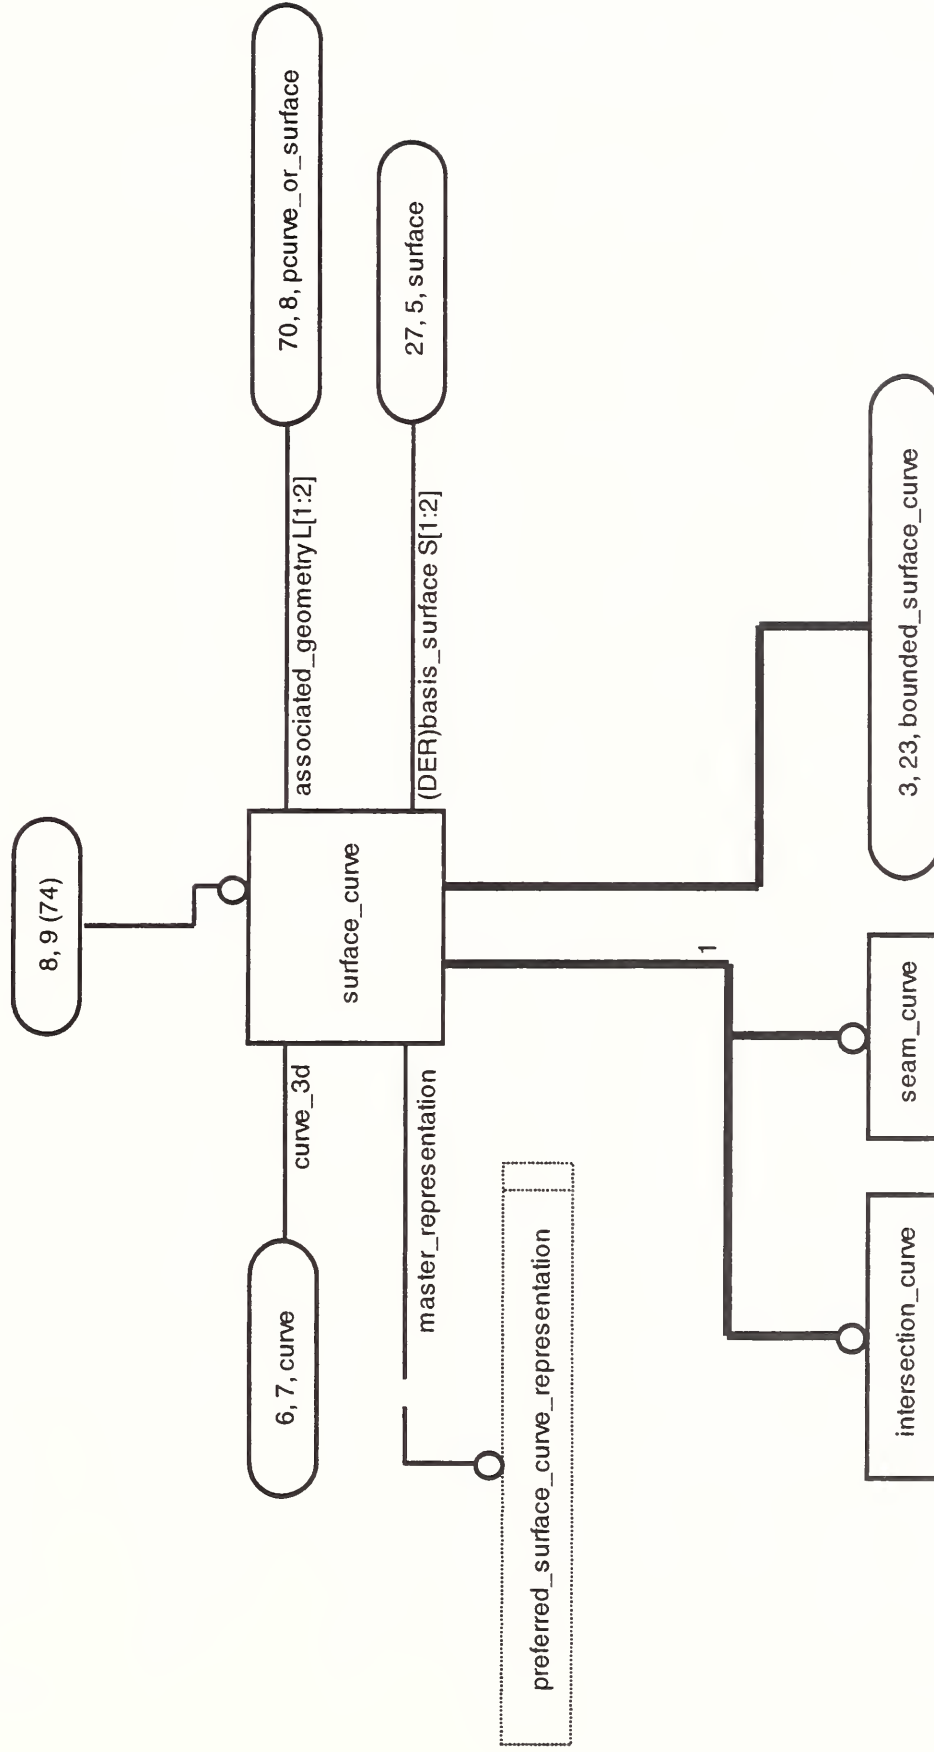 8, 9 (74)
6, 7, curve
curve_3d
surface_curve
associated_geometry L[1:2]
70, 8, pcurve_or_surface
master_representation
(DER)basis_surface S[1:2]
27, 5, surface
preferred_surface_curve_representation
1
intersection_curve
seam_curve
3, 23, bounded_surface_curve